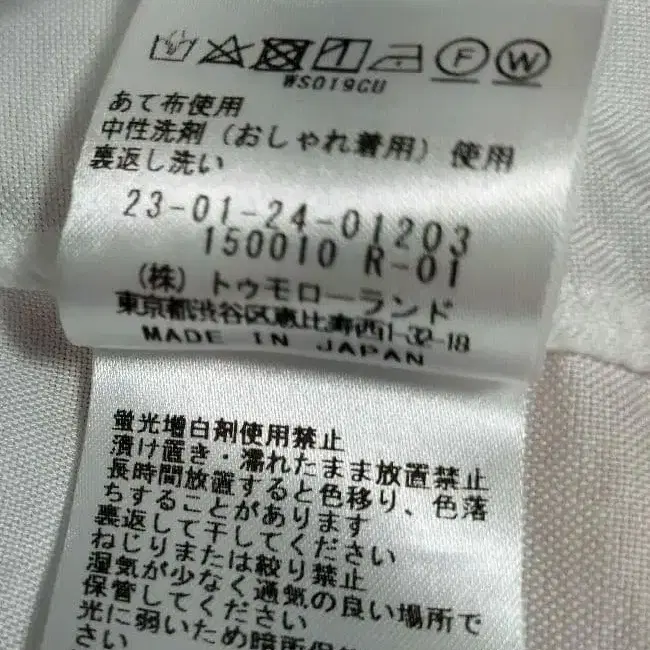 F W
WS019CU
あて布使用
中性洗剤（おしゃれ着用）使用
裏返し洗い
23-01-24-01203
150010 R-01
(株) トゥモローランド
東京都渋谷区恵比寿西1-32-18
MADE IN JAPAN
蛍光増白剤使用禁止
漬け置き・濡れたまま放置禁止
長時間放置すると色移り、色落
ちすることがあります
裏返して干してください
ねじりまたは絞り禁止
湿気が少なく通気の良い場所で
保管してください
光に弱いため暗所保
さい